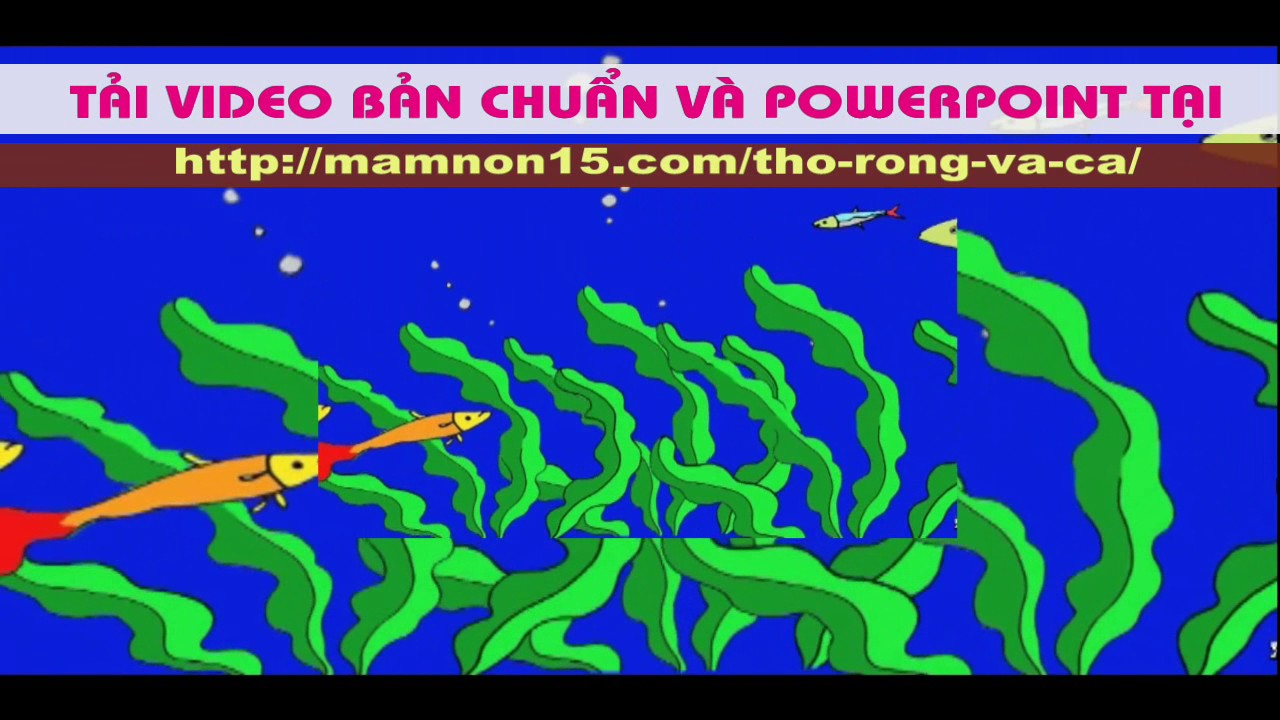 TẢI VIDEO BẢN CHUẨN VÀ POWERPOINT TẠI
http://mamnon15.com/tho-rong-va-ca/